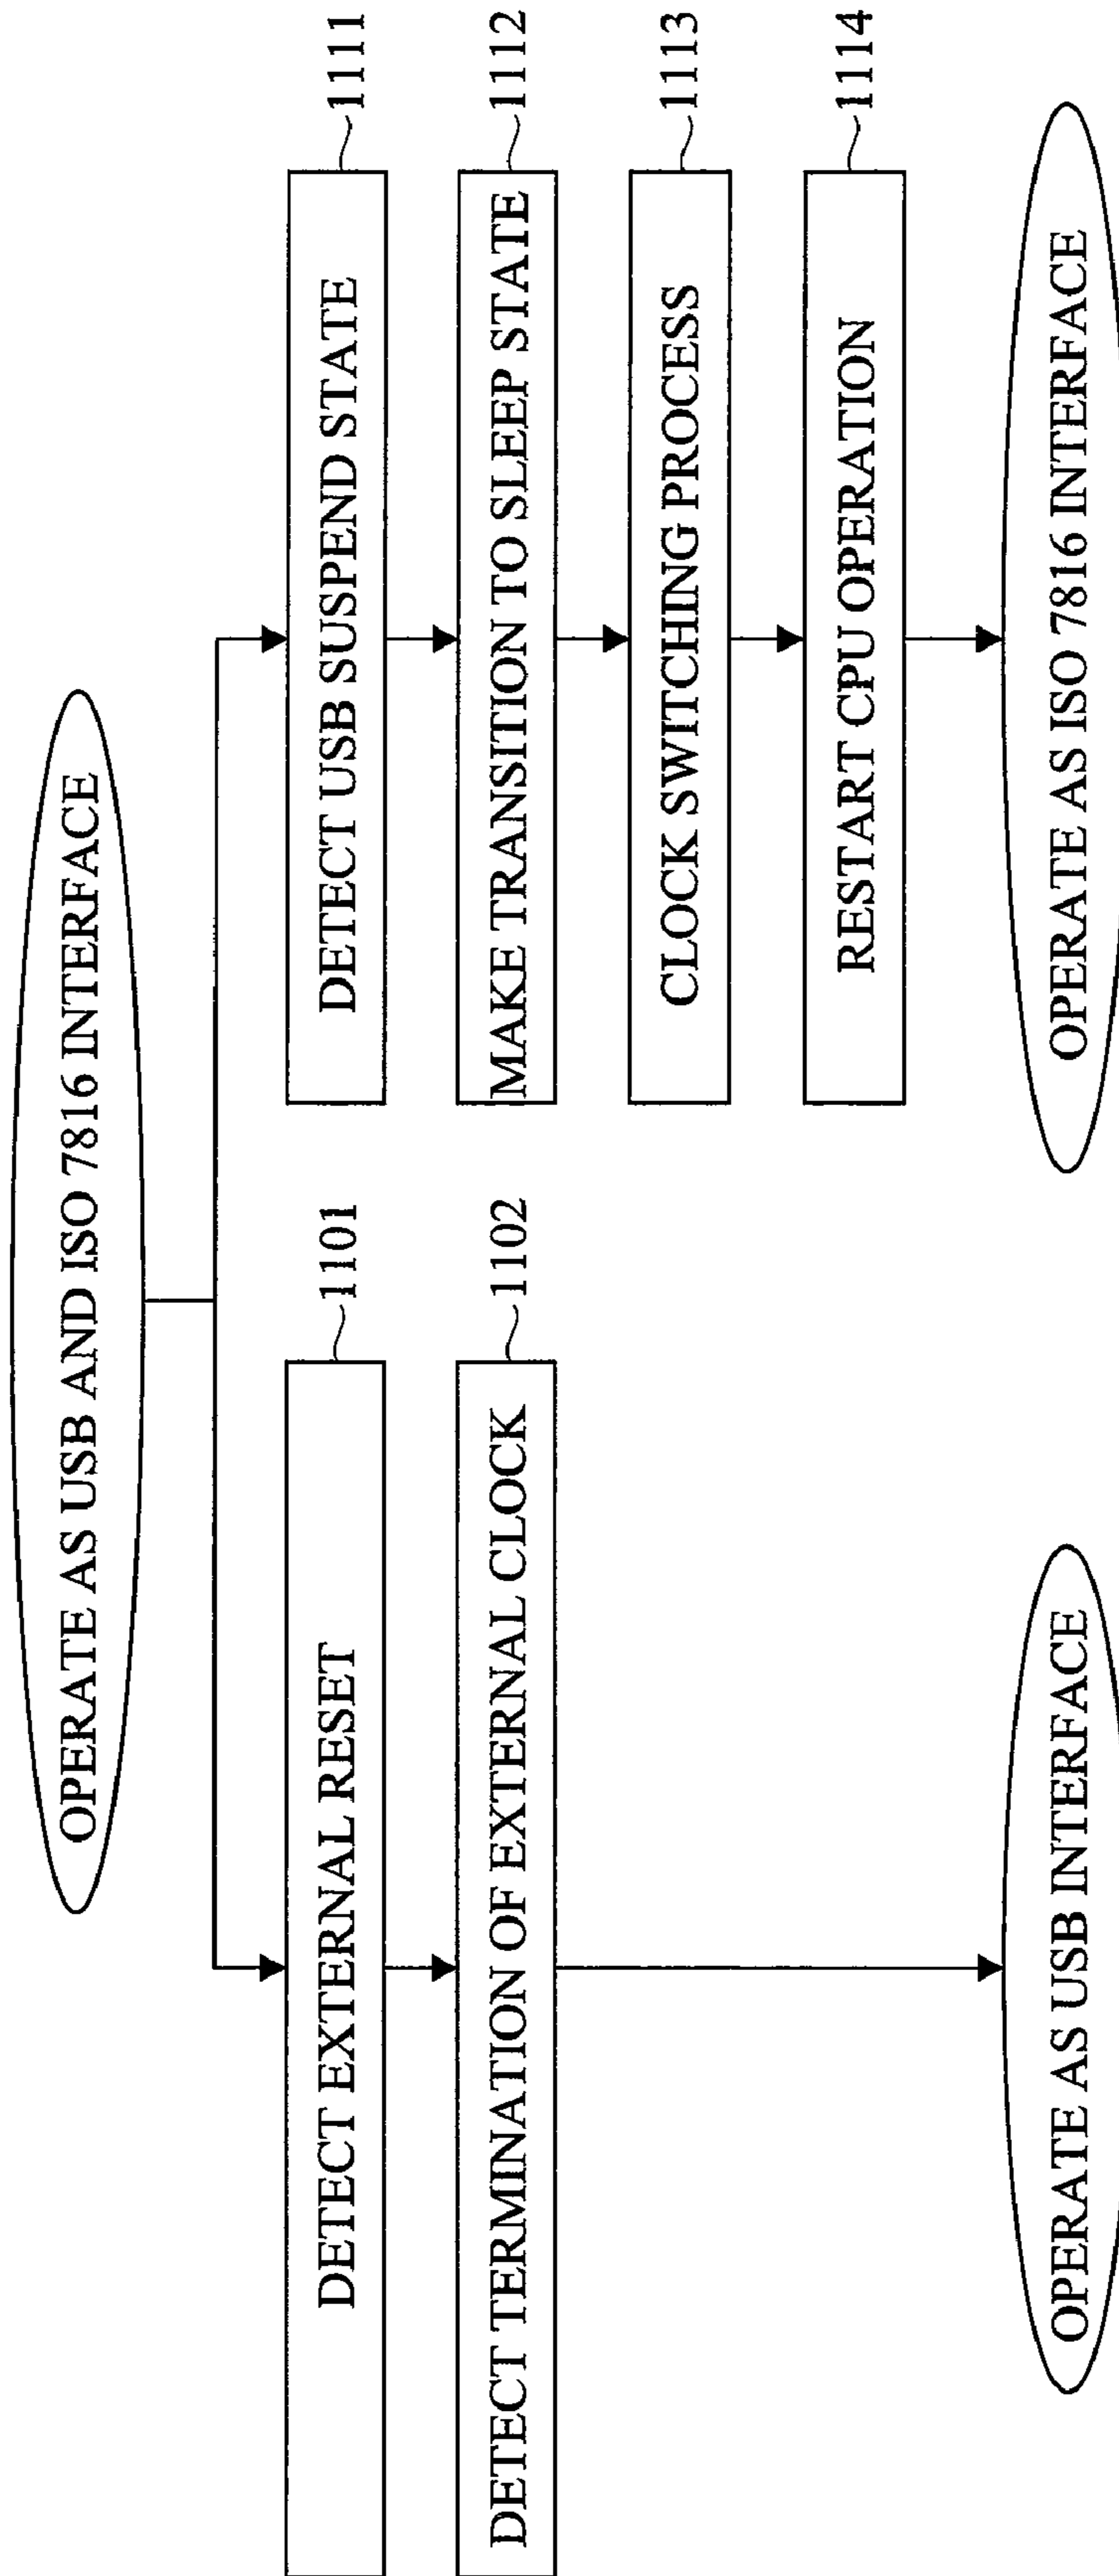 OPERATE AS USB AND ISO 7816 INTERFACE
DETECT EXTERNAL RESET
1101
DETECT TERMINATION OF EXTERNAL CLOCK
1102
OPERATE AS USB INTERFACE
DETECT USB SUSPEND STATE
1111
MAKE TRANSITION TO SLEEP STATE
1112
CLOCK SWITCHING PROCESS
1113
RESTART CPU OPERATION
1114
OPERATE AS ISO 7816 INTERFACE